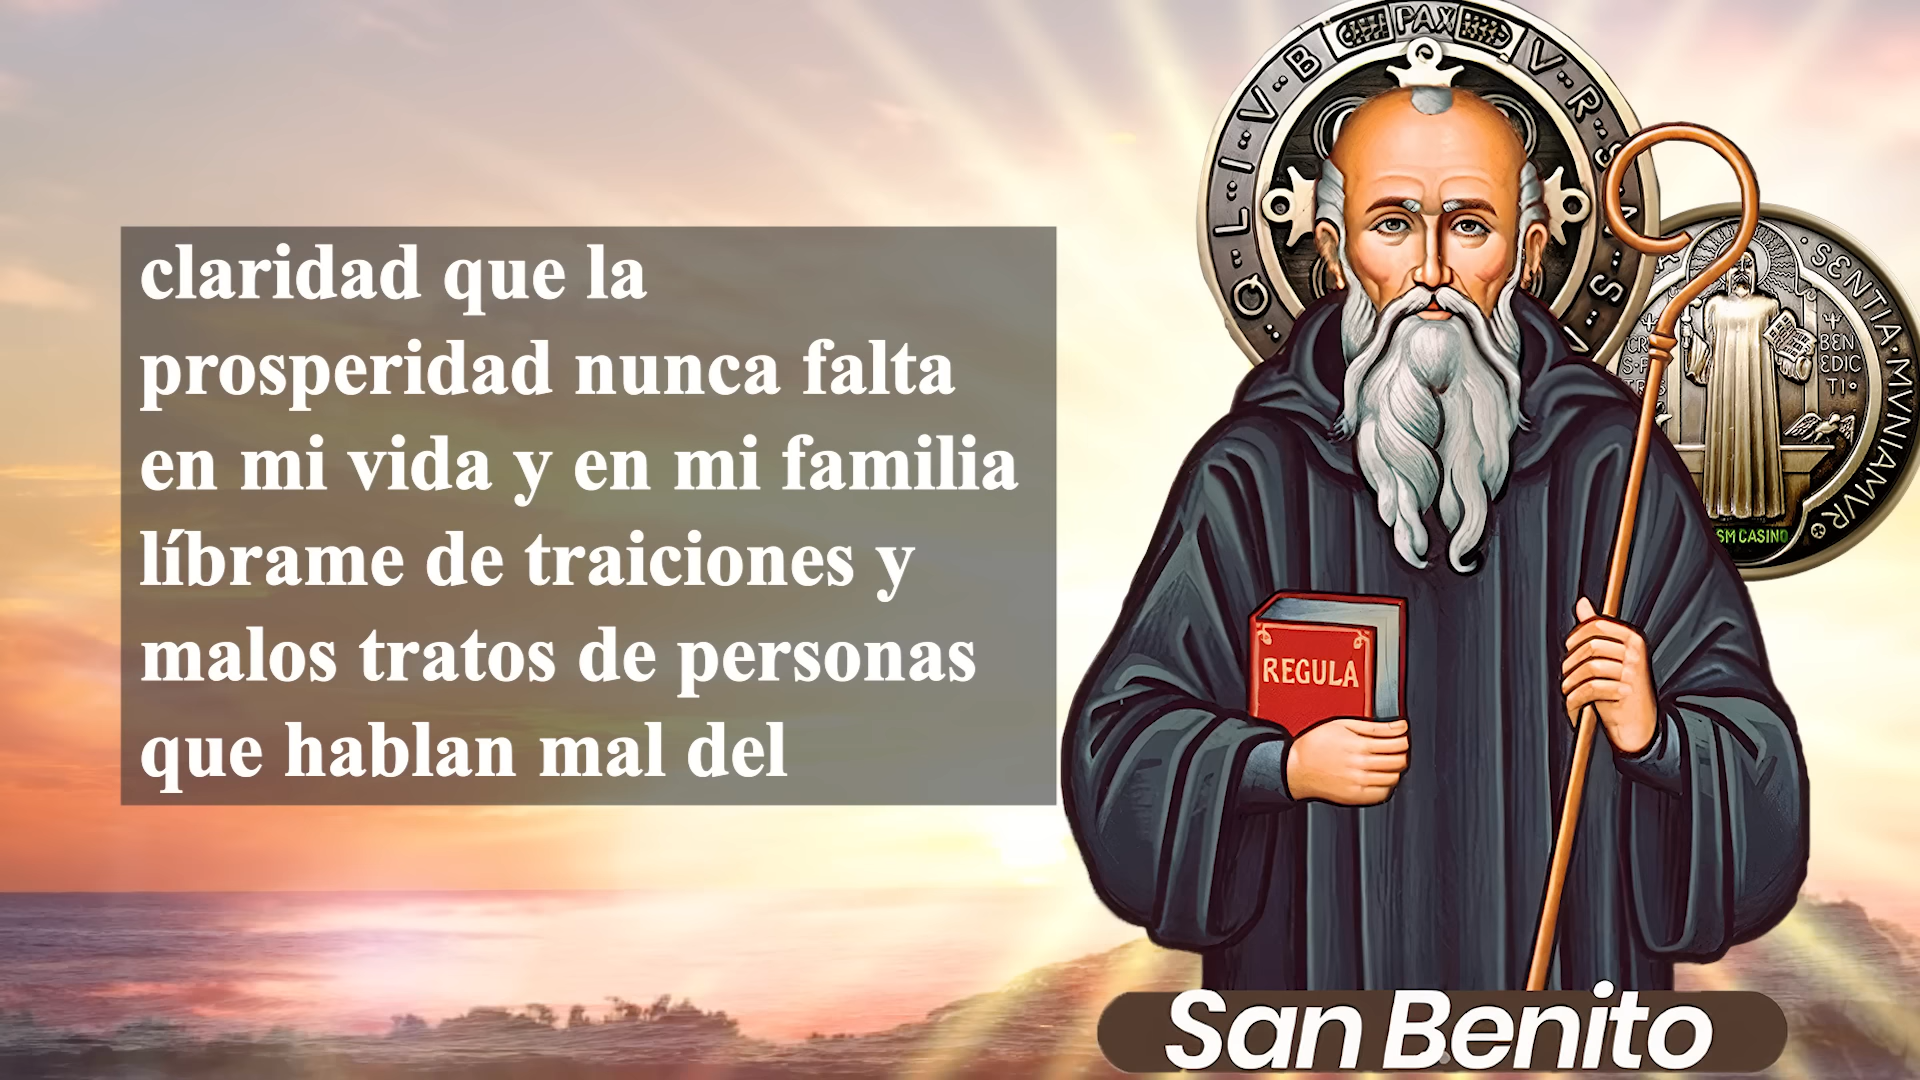 claridad que la
prosperidad nunca falta
en mi vida y en mi familia
líbrame de traiciones y
malos tratos de personas
que hablan mal del
PAX
V·R·S
Q·L·I·V·B
SENTIA·MVNIAMVR
BEN
EDIC
TI
SM CASINO
REGULA
San Benito